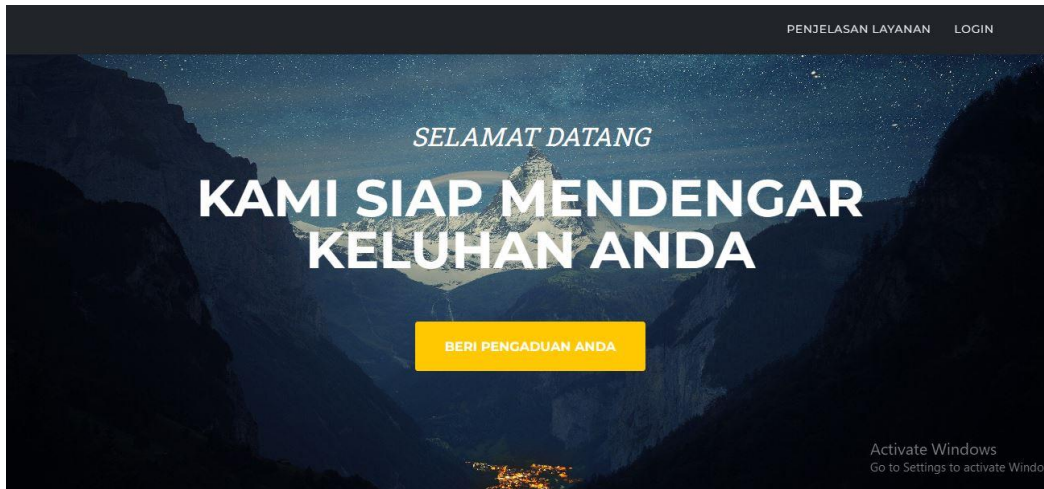 PENJELASAN LAYANAN LOGIN
SELAMAT DATANG
KAMI SIAP MENDENGAR
KELUHAN ANDA
BERI PENGADUAN ANDA
Activate Windows
Go to Settings to activate Windo